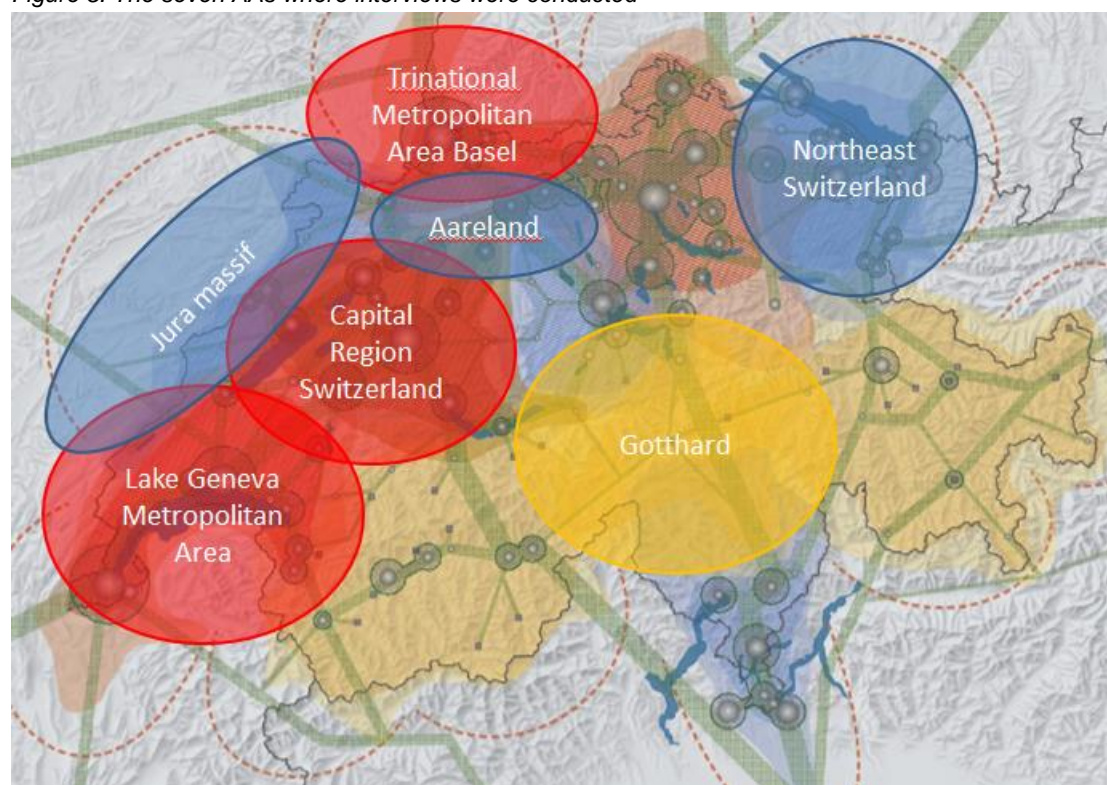 Figure 3. The seven AAs where interviews were conducted
Trinational
Metropolitan
Area Basel
Northeast
Switzerland
Aareland
Jura massif
Capital
Region
Switzerland
Gotthard
Lake Geneva
Metropolitan
Area